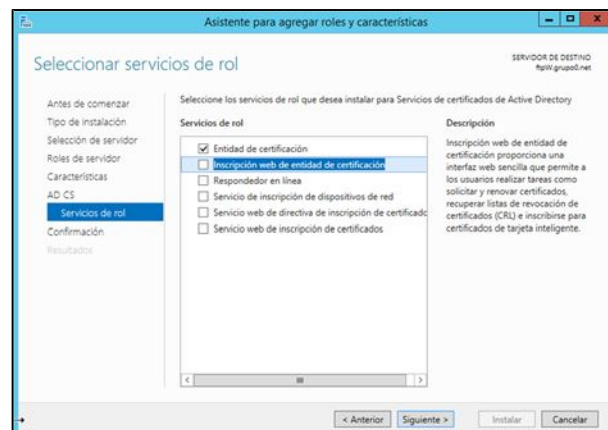 Asistente para agregar roles y características
Seleccionar servicios de rol
SERVIDOR DE DESTINO
ftpW.grupo0.net
Antes de comenzar
Tipo de instalación
Selección de servidor
Roles de servidor
Características
AD CS
Servicios de rol
Confirmación
Resultados
Seleccione los servicios de rol que desea instalar para Servicios de certificados de Active Directory
Servicios de rol
Entidad de certificación
Inscripción web de entidad de certificación
Respondedor en línea
Servicio de inscripción de dispositivos de red
Servicio web de directiva de inscripción de certificadc
Servicio web de inscripción de certificados
Descripción
Inscripción web de entidad de
certificación proporciona una
interfaz web sencilla que permite a
los usuarios realizar tareas como
solicitar y renovar certificados,
recuperar listas de revocación de
certificados (CRL) e inscribirse para
certificados de tarjeta inteligente.
< Anterior
Siguiente >
Instalar
Cancelar